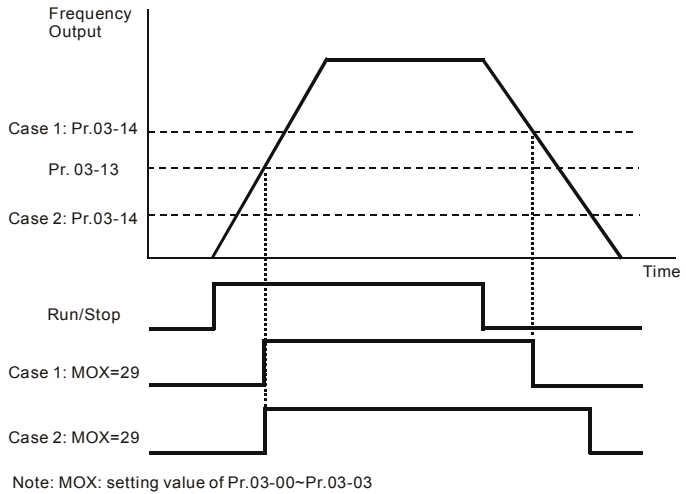 Frequency
Output
Case 1: Pr.03-14
Pr. 03-13
Case 2: Pr.03-14
Time
Run/Stop
Case 1: MOX=29
Case 2: MOX=29
Note: MOX: setting value of Pr.03-00~Pr.03-03